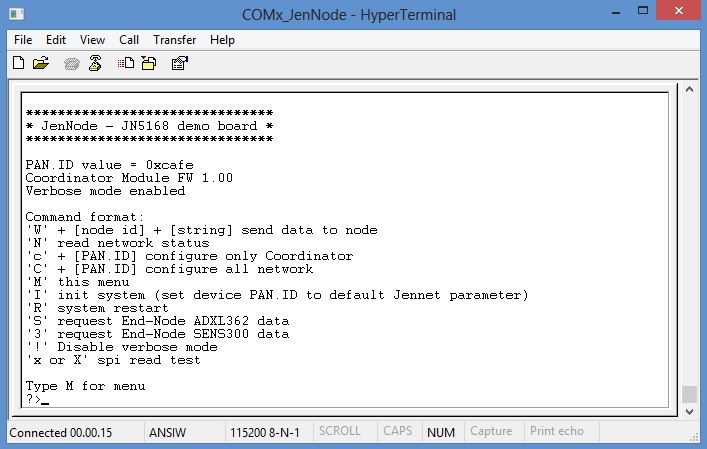 COMx_JenNode - HyperTerminal
File Edit View Call Transfer Help
*******************************
* JenNode - JN5168 demo board *
*******************************
PAN.ID value = 0xcafe
Coordinator Module FW 1.00
Verbose mode enabled
Command format:
'W' + [node id] + [string] send data to node
'N' read network status
'c' + [PAN.ID] configure only Coordinator
'C' + [PAN.ID] configure all network
'M' this menu
'I' init system (set device PAN.ID to default Jennet parameter)
'R' system restart
'S' request End-Node ADXL362 data
'3' request End-Node SENS300 data
'!' Disable verbose mode
'x or X' spi read test
Type M for menu
?>_
Connected 00.00.15 ANSIW 115200 8-N-1 SCROLL CAPS NUM Capture Print echo